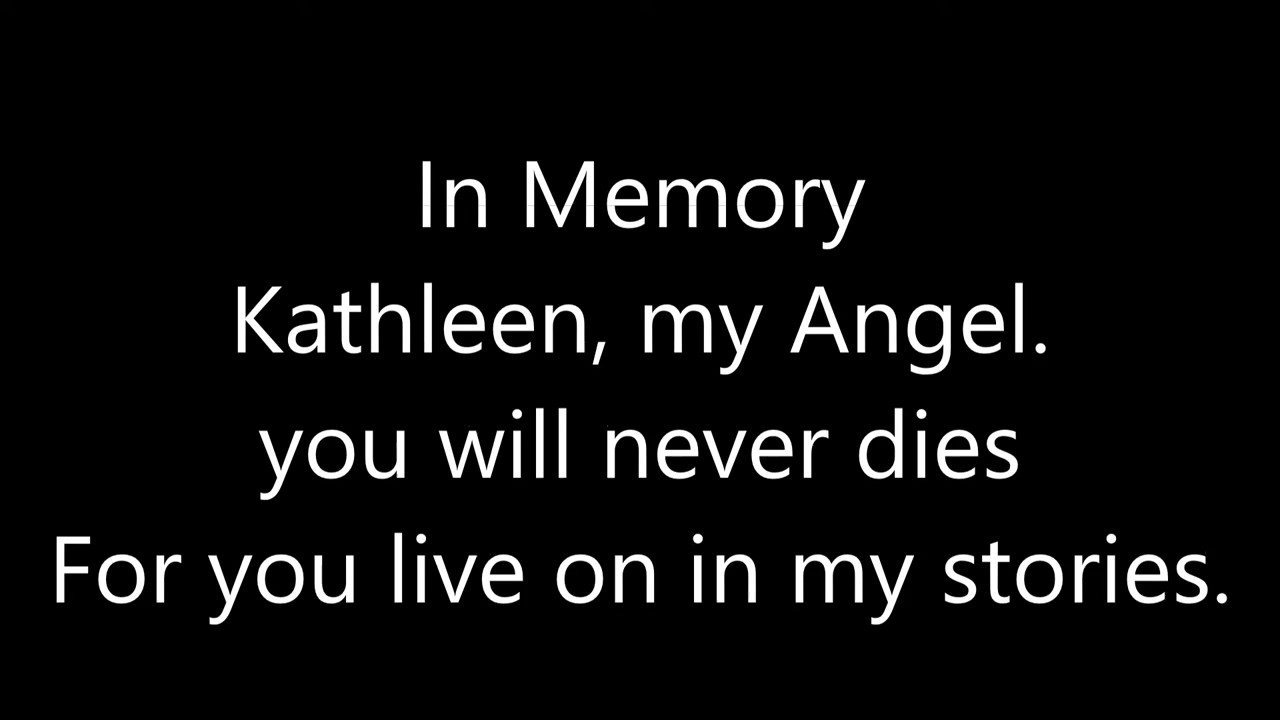 In Memory
Kathleen, my Angel.
you will never dies
For you live on in my stories.